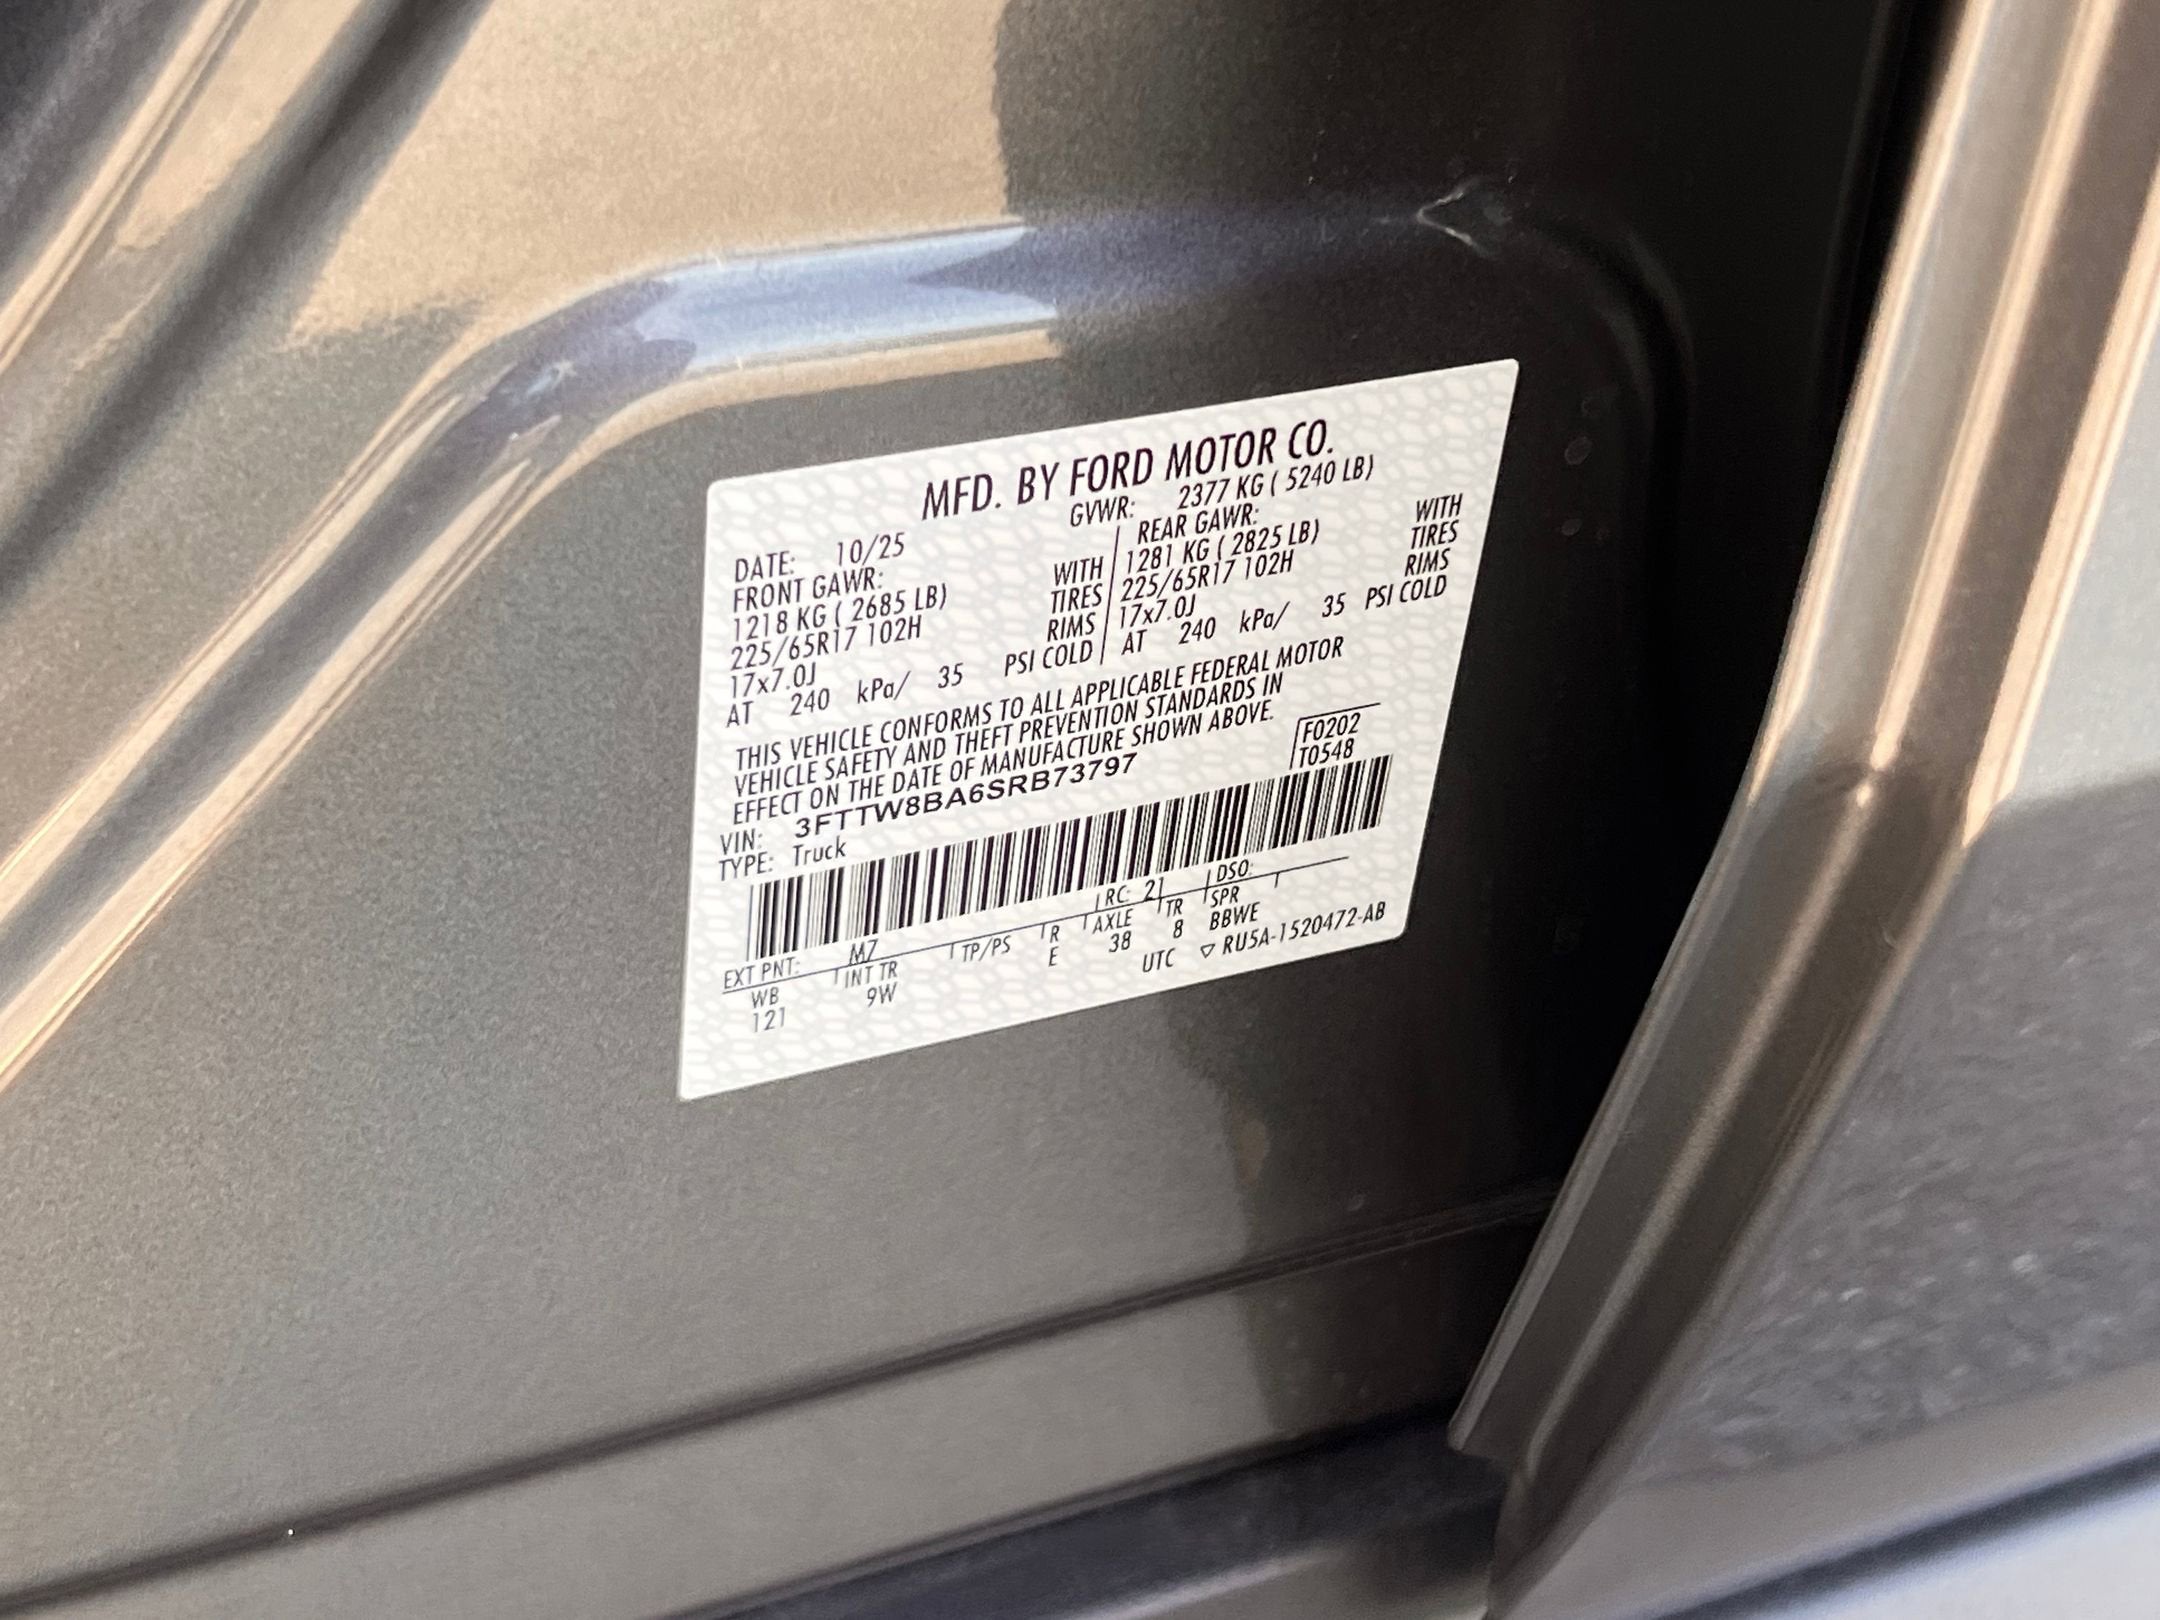 MFD. BY FORD MOTOR CO.
DATE: 10/25 GVWR: 2377 KG ( 5240 LB)
FRONT GAWR: REAR GAWR:
1218 KG ( 2685 LB) WITH 1281 KG ( 2825 LB) WITH
225/65R17 102H TIRES 225/65R17 102H TIRES
17x7.0J RIMS 17x7.0J RIMS
AT 240 kPa/ 35 PSI COLD AT 240 kPa/ 35 PSI COLD
THIS VEHICLE CONFORMS TO ALL APPLICABLE FEDERAL MOTOR
VEHICLE SAFETY AND THEFT PREVENTION STANDARDS IN
EFFECT ON THE DATE OF MANUFACTURE SHOWN ABOVE.
VIN: 3FTTW8BA6SRB73797 F0202
TYPE: Truck T0548
EXT PNT: M7 RC: 21 DSO:
WB INT TR TP/PS R AXLE TR SPR
121 9W E 38 8 BBWE
UTC ▽ RU5A-1520472-AB